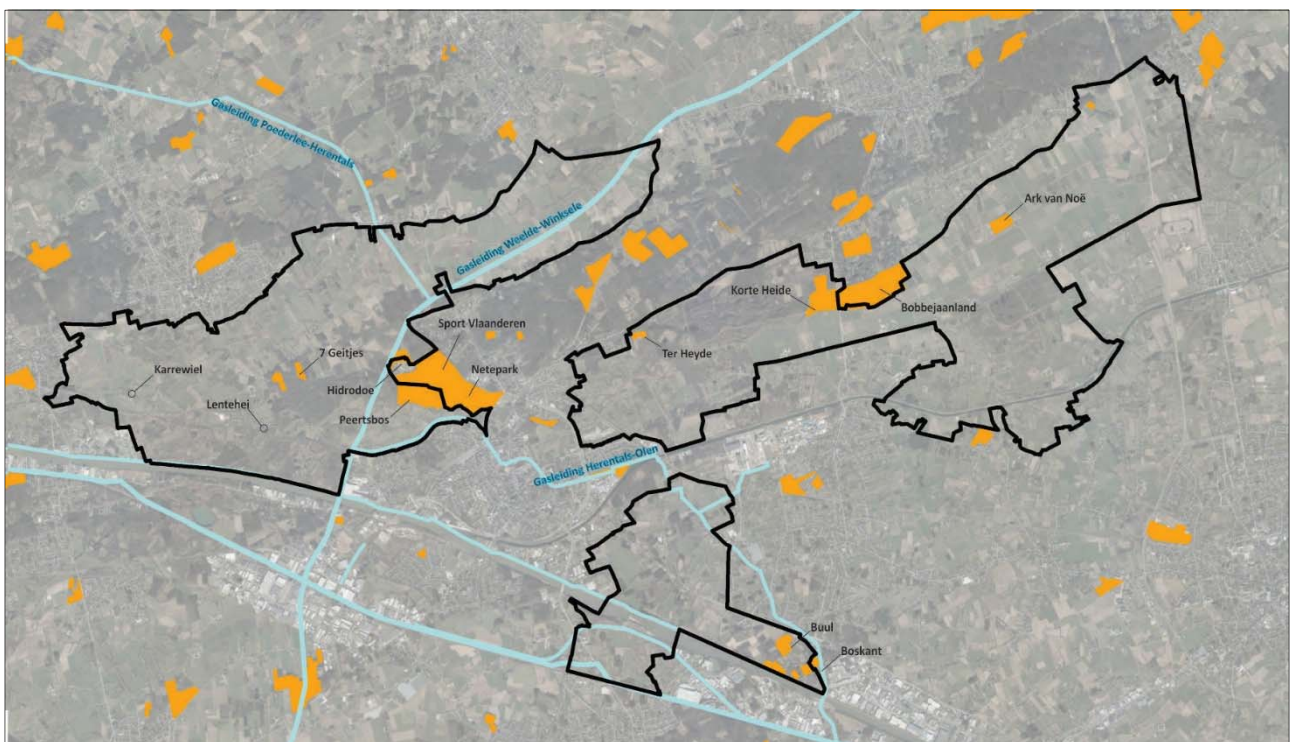 Gasleiding Poederlee-Herentals
Gasleiding Weelde-Winksele
Ark van Noë
Korte Heide
Bobbejaanland
Sport Vlaanderen
Ter Heyde
7 Geitjes
Karrewiel
Hidrodoe
Netepark
Lentehei
Peertsbos
Gasleiding Herentals-Olen
Buul
Boskant